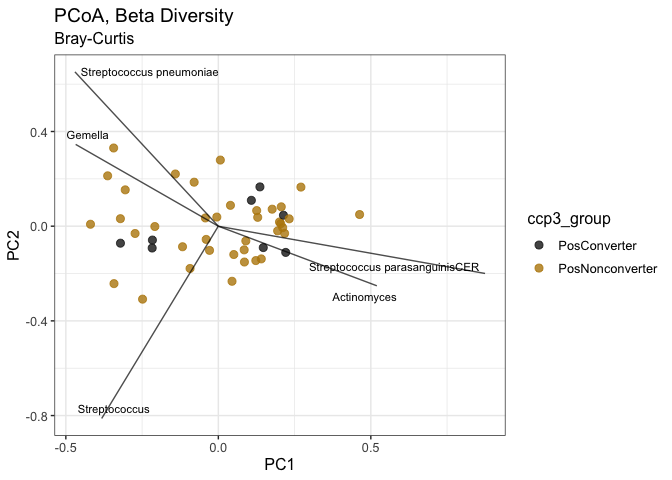 PCoA, Beta Diversity
Bray-Curtis
Streptococcus pneumoniae
Gemella
Streptococcus parasanguinisCER
Actinomyces
Streptococcus
0.4
0.0
-0.4
-0.8
PC2
-0.5
0.0
0.5
PC1
ccp3_group
PosConverter
PosNonconverter